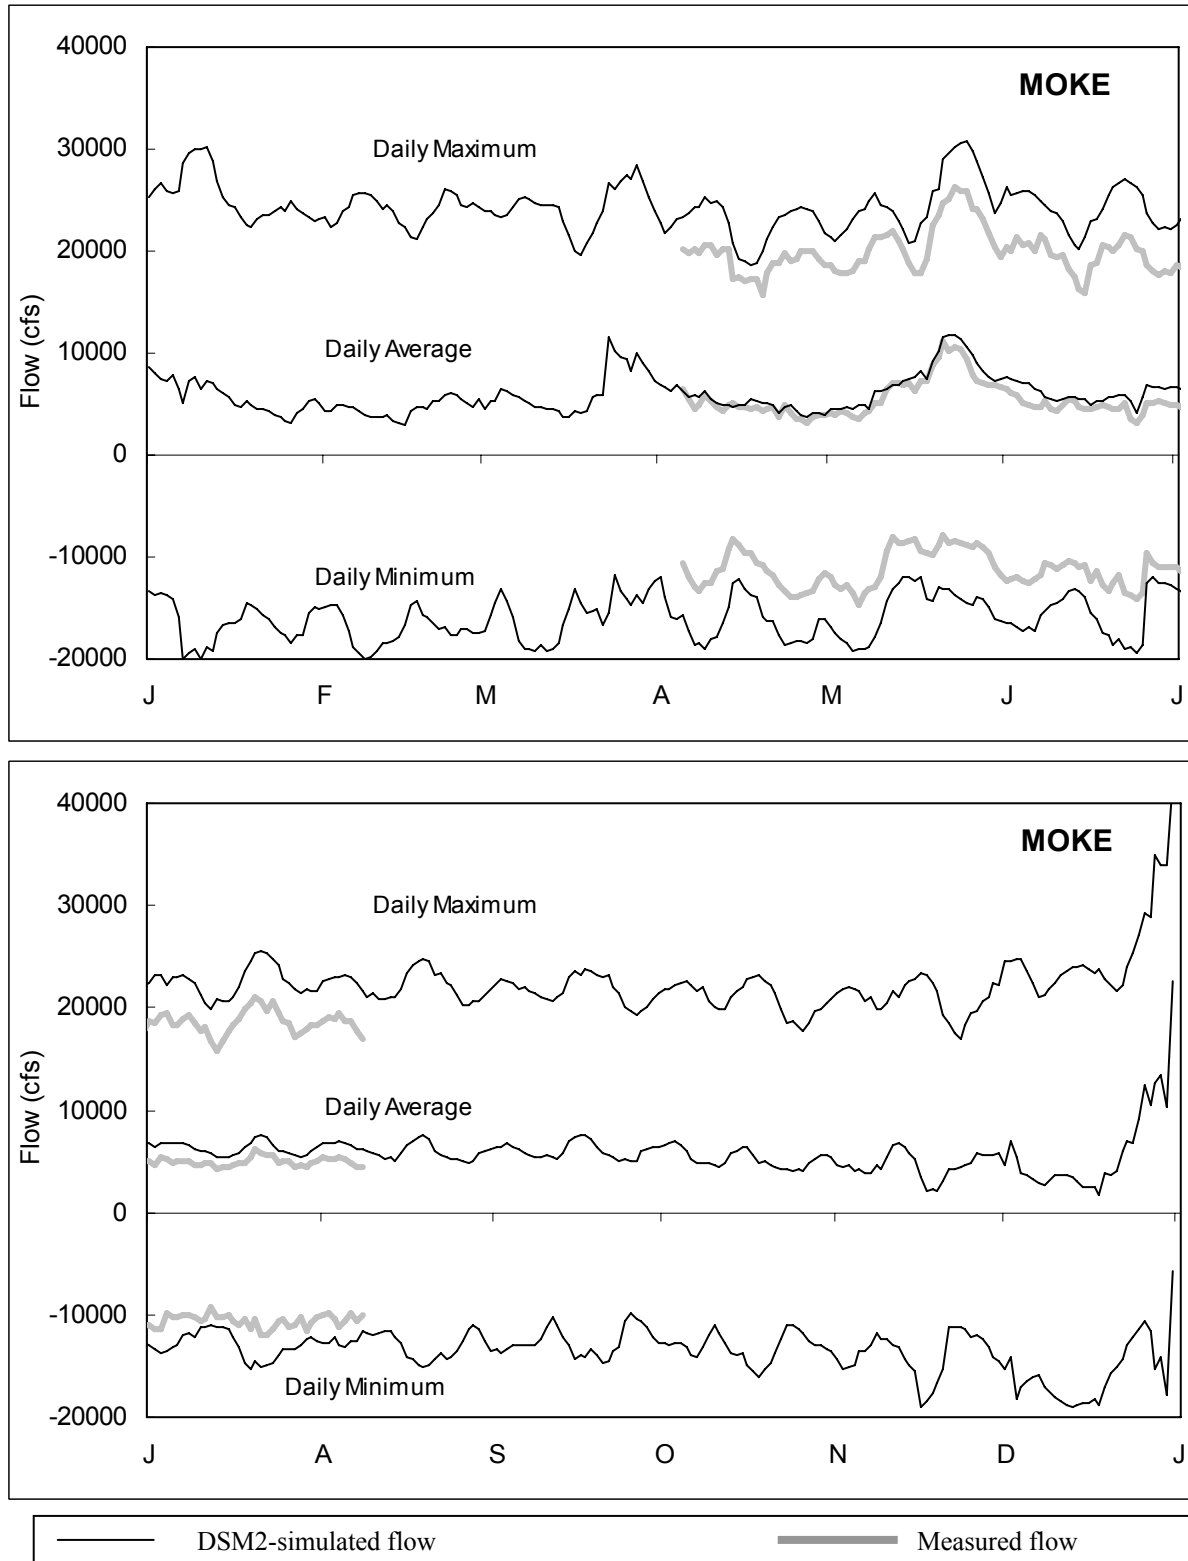 40000
MOKE
30000
Daily Maximum
20000
Flow (cfs)
10000
Daily Average
0
-10000
Daily Minimum
-20000
J F M A M J J
40000
MOKE
30000
Daily Maximum
20000
Flow (cfs)
10000
Daily Average
0
-10000
Daily Minimum
-20000
J A S O N D J
DSM2-simulated flow Measured flow